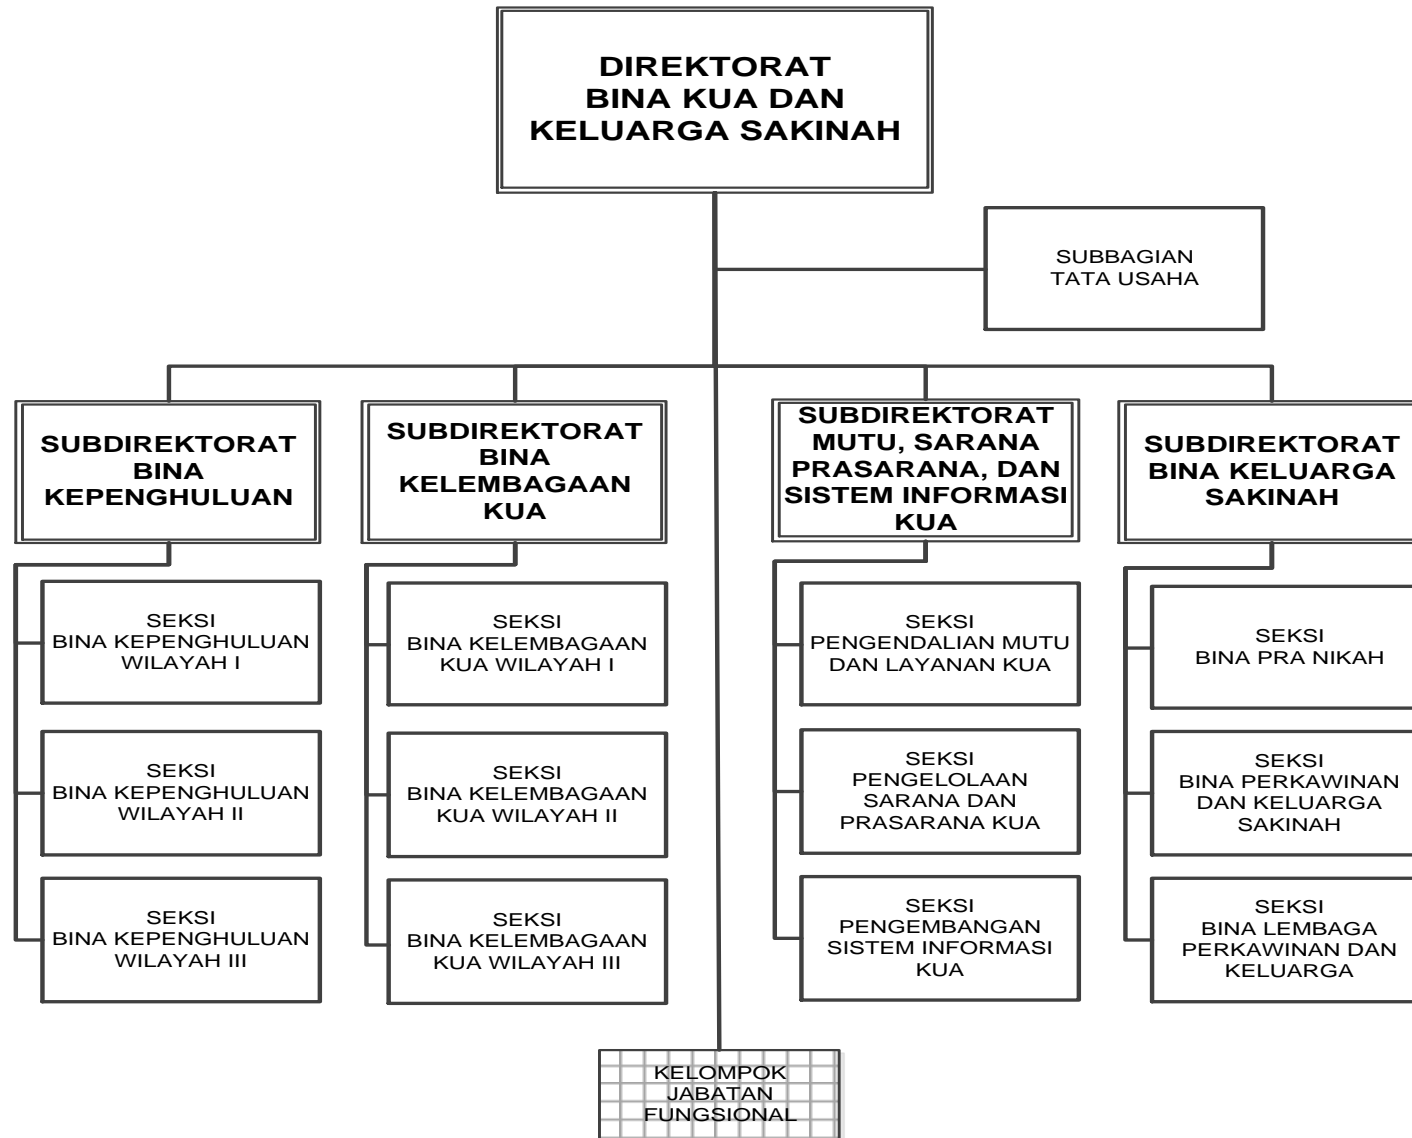 DIREKTORAT
BINA KUA DAN
KELUARGA SAKINAH
SUBBAGIAN
TATA USAHA
SUBDIREKTORAT
BINA
KEPENGHULUAN
SUBDIREKTORAT
BINA
KELEMBAGAAN
KUA
SUBDIREKTORAT
MUTU, SARANA
PRASARANA, DAN
SISTEM INFORMASI
KUA
SUBDIREKTORAT
BINA KELUARGA
SAKINAH
SEKSI
BINA KEPENGHULUAN
WILAYAH I
SEKSI
BINA KELEMBAGAAN
KUA WILAYAH I
SEKSI
PENGENDALIAN MUTU
DAN LAYANAN KUA
SEKSI
BINA PRA NIKAH
SEKSI
BINA KEPENGHULUAN
WILAYAH II
SEKSI
BINA KELEMBAGAAN
KUA WILAYAH II
SEKSI
PENGELOLAAN
SARANA DAN
PRASARANA KUA
SEKSI
BINA PERKAWINAN
DAN KELUARGA
SAKINAH
SEKSI
BINA KEPENGHULUAN
WILAYAH III
SEKSI
BINA KELEMBAGAAN
KUA WILAYAH III
SEKSI
PENGEMBANGAN
SISTEM INFORMASI
KUA
SEKSI
BINA LEMBAGA
PERKAWINAN DAN
KELUARGA
KELOMPOK
JABATAN
FUNGSIONAL